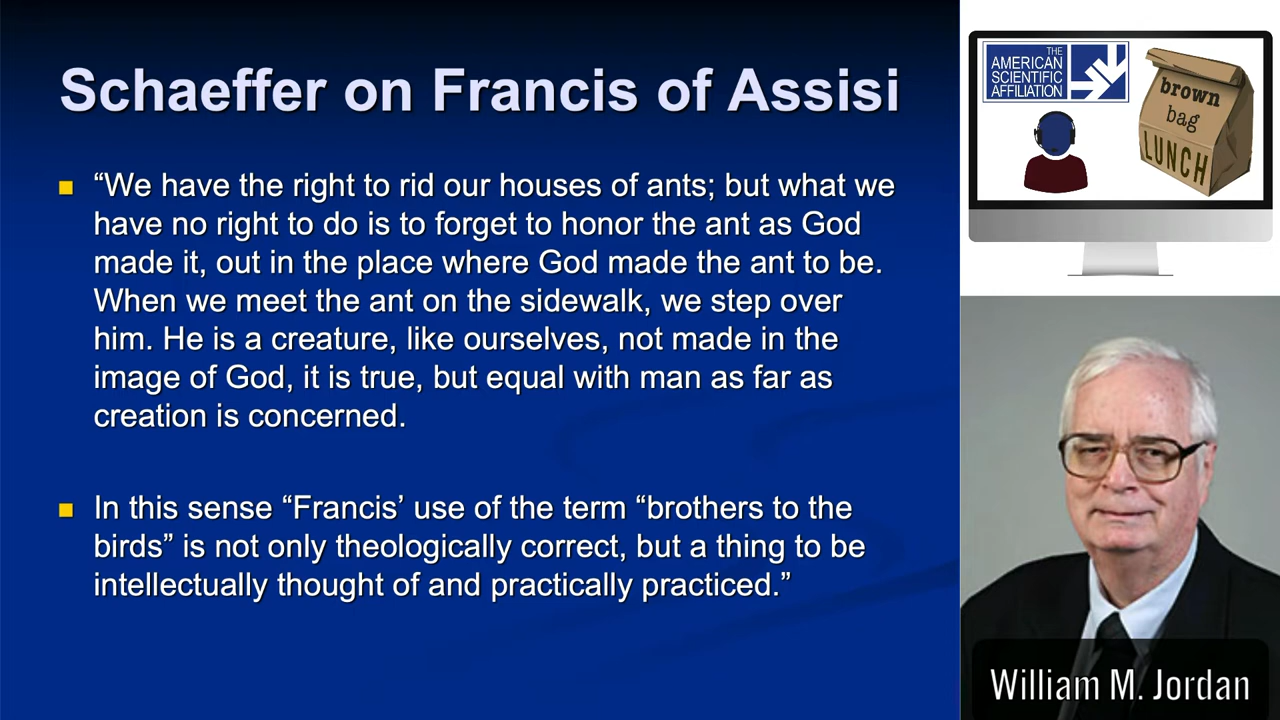 Schaeffer on Francis of Assisi
“We have the right to rid our houses of ants; but what we
have no right to do is to forget to honor the ant as God
made it, out in the place where God made the ant to be.
When we meet the ant on the sidewalk, we step over
him. He is a creature, like ourselves, not made in the
image of God, it is true, but equal with man as far as
creation is concerned.
In this sense “Francis’ use of the term “brothers to the
birds” is not only theologically correct, but a thing to be
intellectually thought of and practically practiced.”
THE
AMERICAN
SCIENTIFIC
AFFILIATION
brown
bag
LUNCH
William M. Jordan